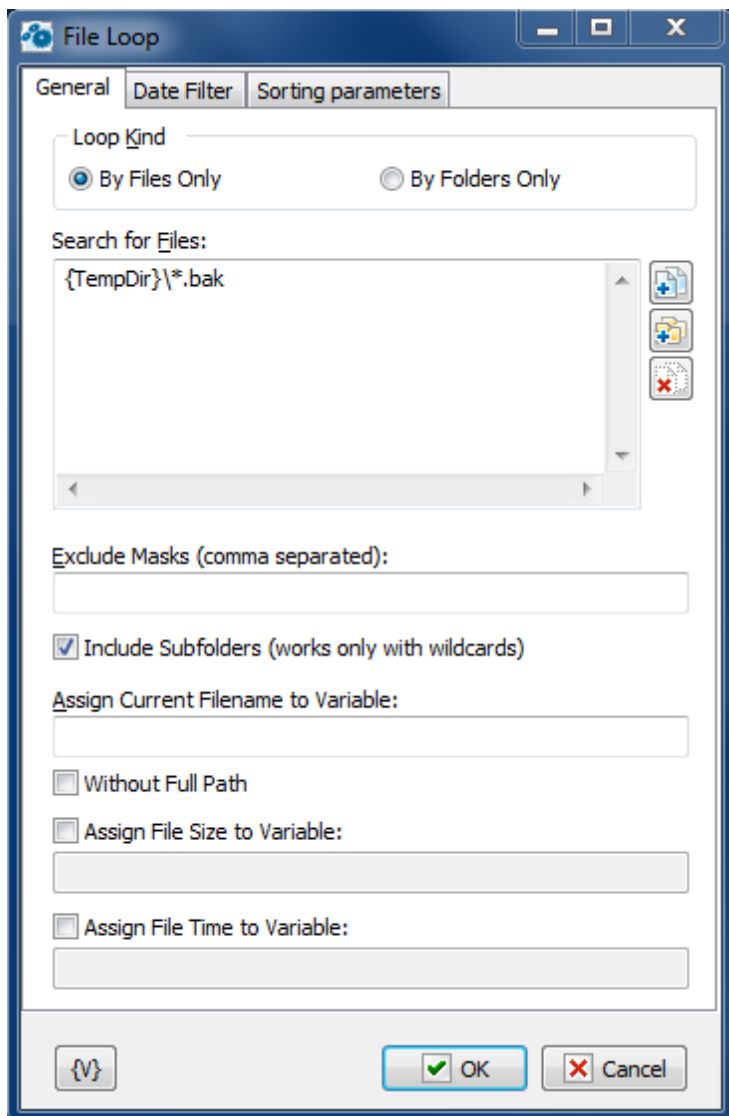 File Loop
General Date Filter Sorting parameters
Loop Kind
By Files Only By Folders Only
Search for Files:
{TempDir}\*.bak
Exclude Masks (comma separated):
Include Subfolders (works only with wildcards)
Assign Current Filename to Variable:
Without Full Path
Assign File Size to Variable:
Assign File Time to Variable:
{V} OK Cancel